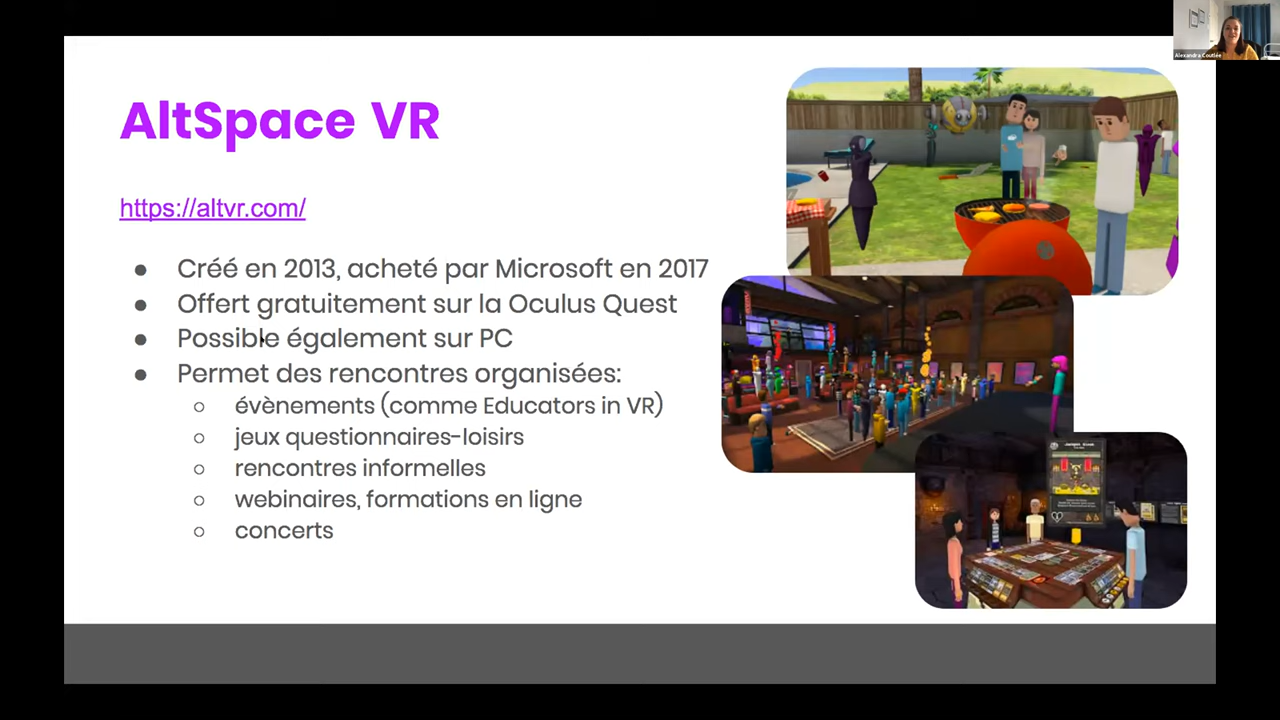 AltSpace VR
https://altvr.com/
● Créé en 2013, acheté par Microsoft en 2017
● Offert gratuitement sur la Oculus Quest
● Possible également sur PC
● Permet des rencontres organisées:
○ évènements (comme Educators in VR)
○ jeux questionnaires-loisirs
○ rencontres informelles
○ webinaires, formations en ligne
○ concerts
Alexandra Coutlée